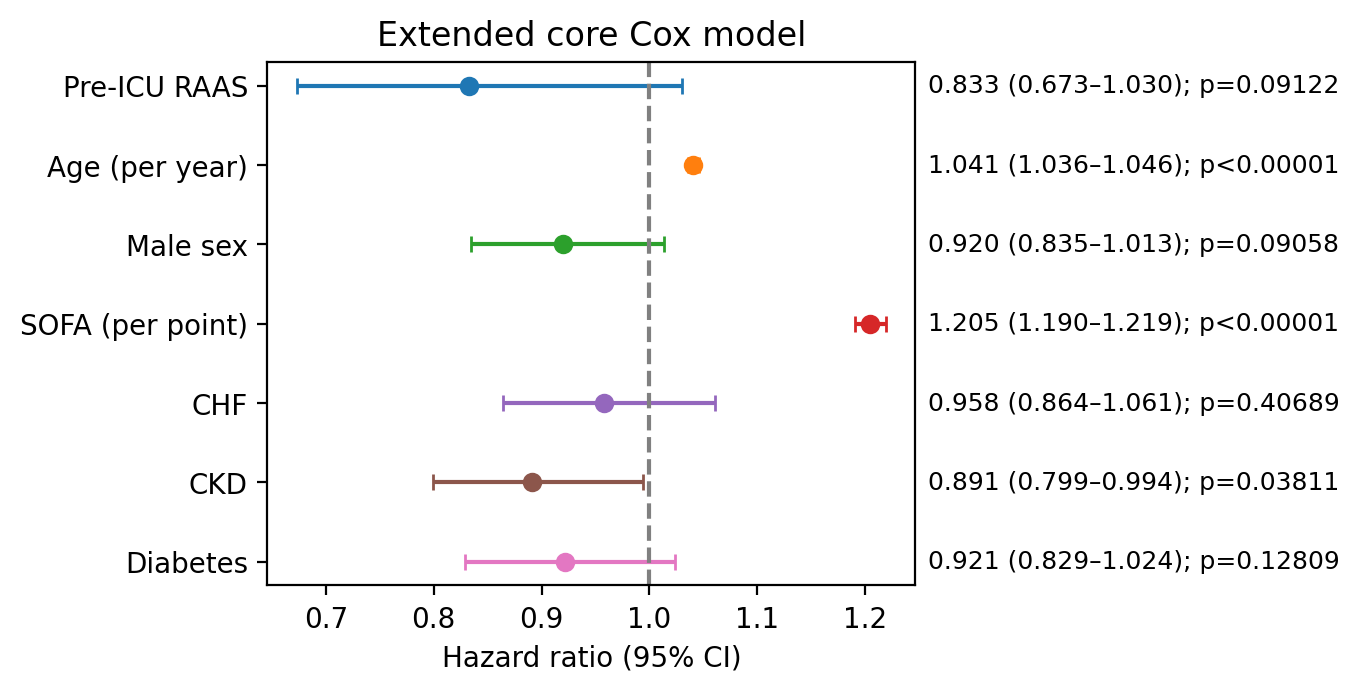 Extended core Cox model
Pre-ICU RAAS 0.833 (0.673–1.030); p=0.09122
Age (per year) 1.041 (1.036–1.046); p<0.00001
Male sex 0.920 (0.835–1.013); p=0.09058
SOFA (per point) 1.205 (1.190–1.219); p<0.00001
CHF 0.958 (0.864–1.061); p=0.40689
CKD 0.891 (0.799–0.994); p=0.03811
Diabetes 0.921 (0.829–1.024); p=0.12809
0.7 0.8 0.9 1.0 1.1 1.2
Hazard ratio (95% CI)